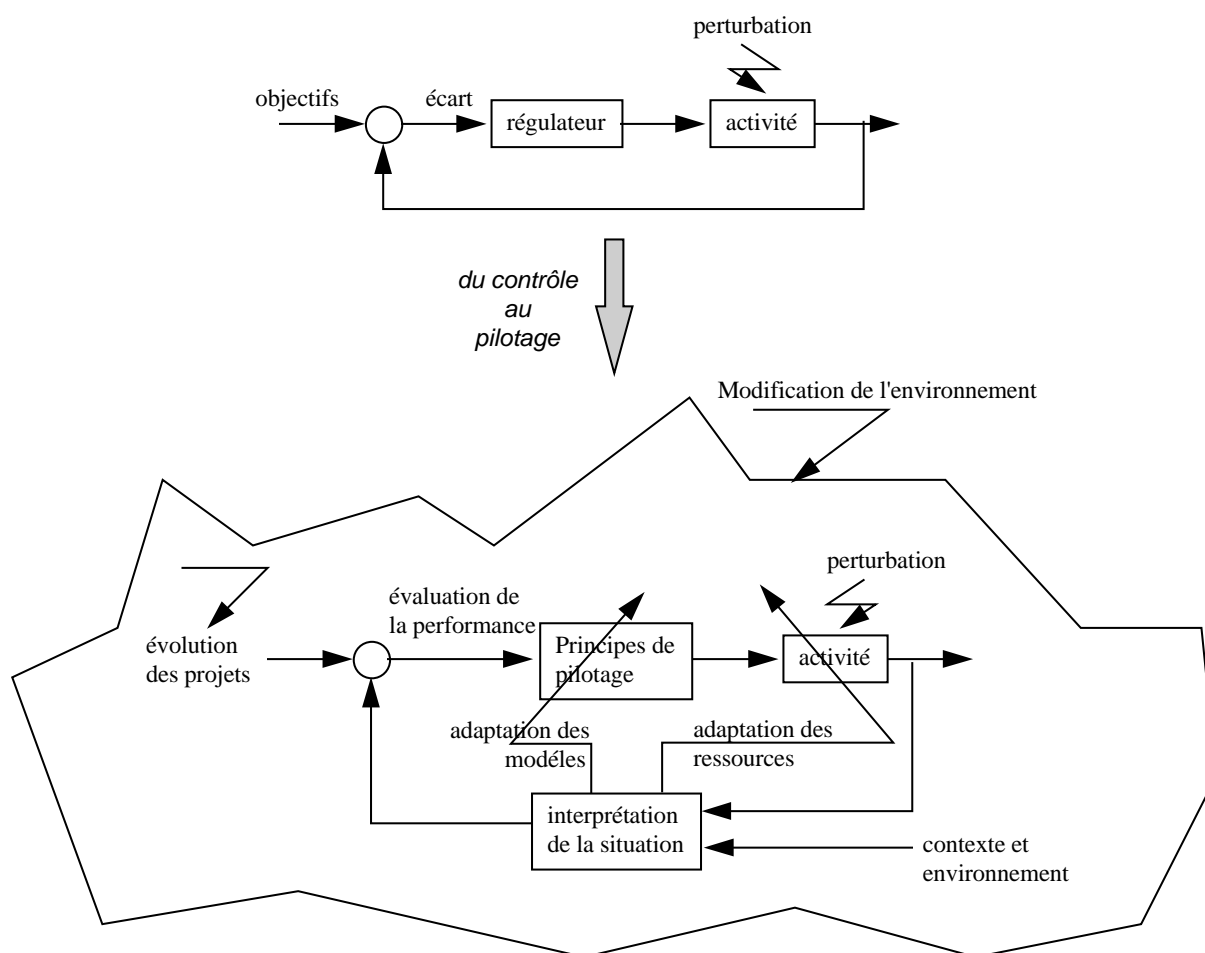 perturbation
objectifs
écart
régulateur
activité
du contrôle
au
pilotage
Modification de l'environnement
perturbation
évaluation de
la performance
évolution
des projets
Principes de
pilotage
activité
adaptation des
modéles
adaptation des
ressources
interprétation
de la situation
contexte et
environnement